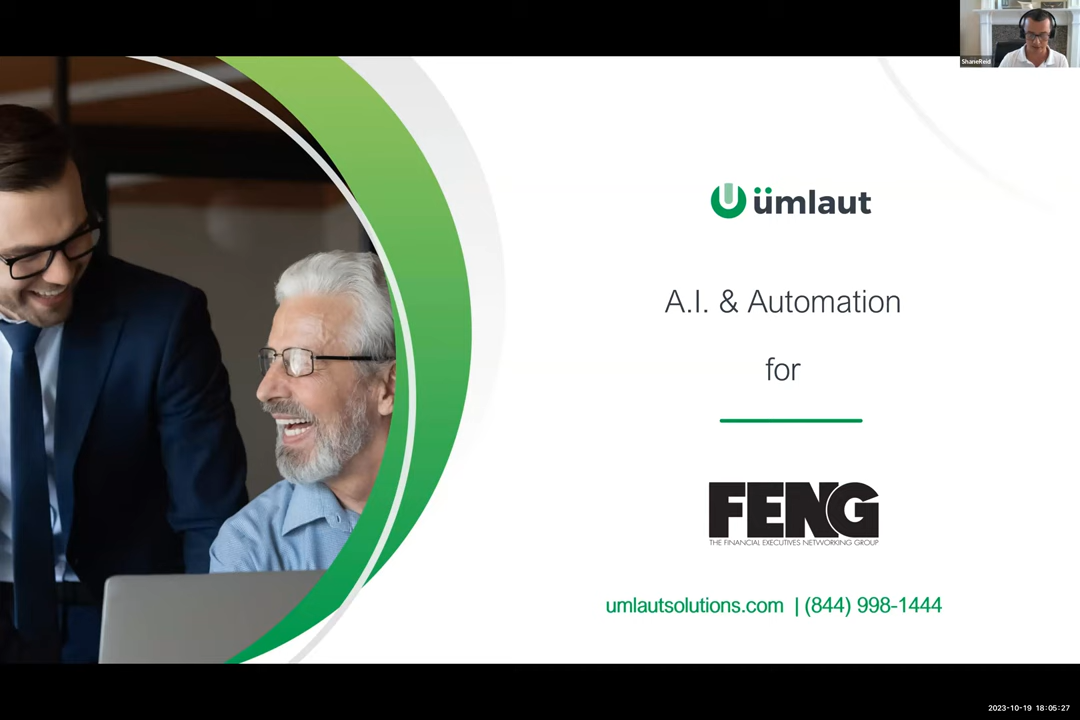 ShaneReid
ümlaut
A.I. & Automation
for
FENG
THE FINANCIAL EXECUTIVES NETWORKING GROUP
umlautsolutions.com | (844) 998-1444
2023-10-19 18:05:27